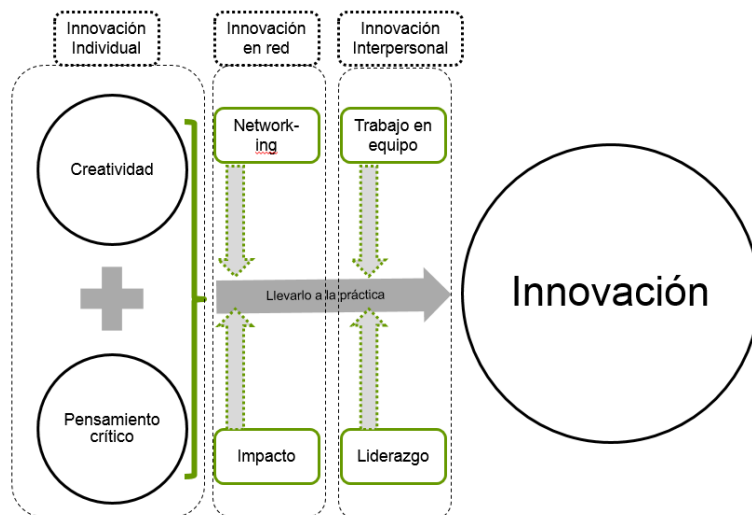 Innovación
Individual
Innovación
en red
Innovación
Interpersonal
Creatividad
Network-
ing
Trabajo en
equipo
Llevarlo a la práctica
Innovación
Pensamiento
crítico
Impacto
Liderazgo